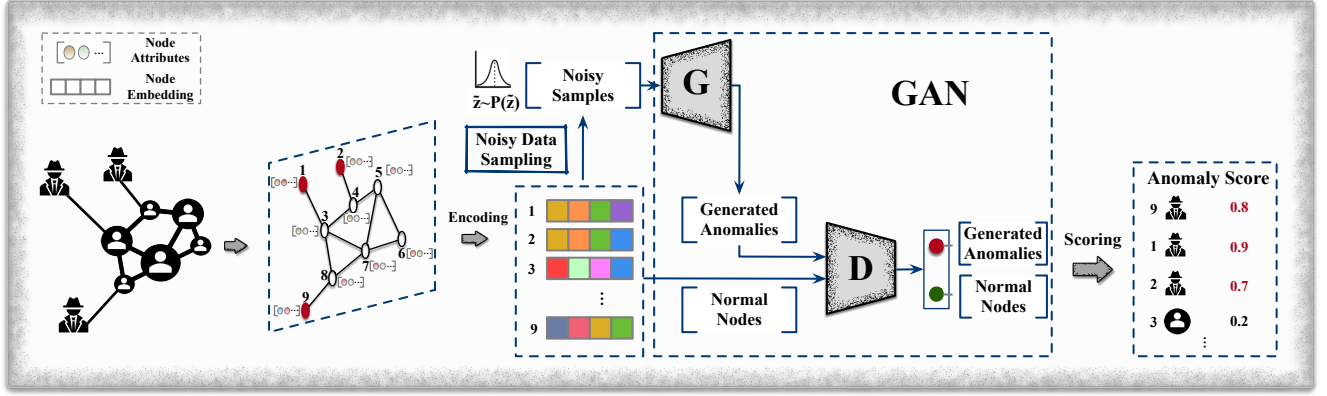 Node
Attributes
Node
Embedding
1
2
3
4
5
6
7
8
9
Encoding
z̃~P(z̃)
Noisy
Samples
Noisy Data
Sampling
1
2
3
⋮
9
GAN
G
Generated
Anomalies
Normal
Nodes
D
Generated
Anomalies
Normal
Nodes
Scoring
Anomaly Score
9 0.8
1 0.9
2 0.7
3 0.2
⋮